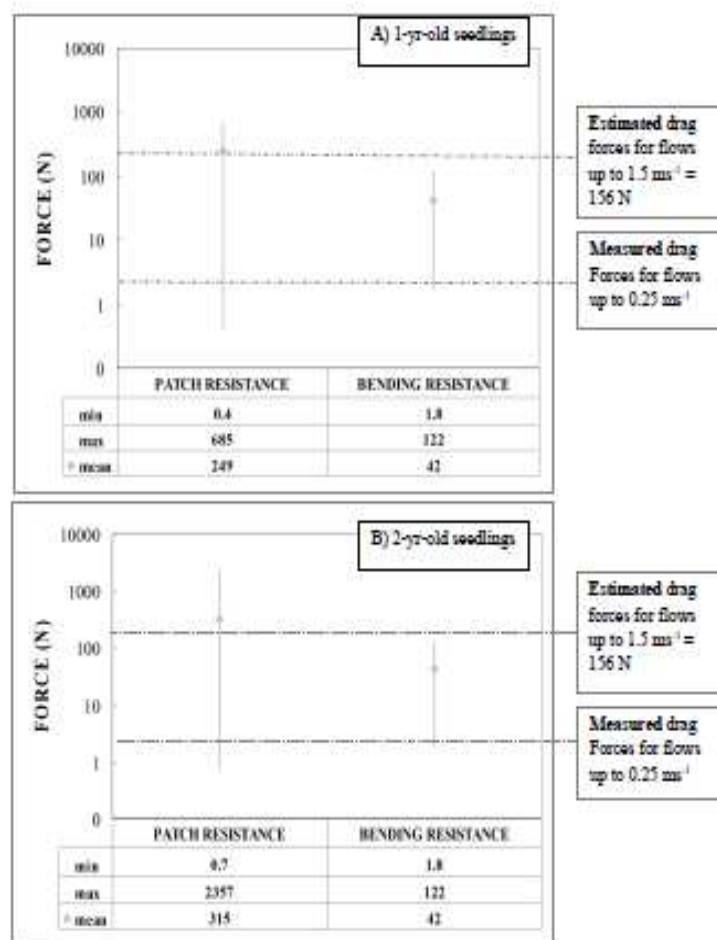 A) 1-yr-old seedlings
10000
1000
100
10
1
0
FORCE (N)
Estimated drag
forces for flows
up to 1.5 ms⁻¹ =
156 N
Measured drag
Forces for flows
up to 0.25 ms⁻¹
PATCH RESISTANCE BENDING RESISTANCE
min 0.4 1.8
max 685 122
mean 249 42
B) 2-yr-old seedlings
10000
1000
100
10
1
0
FORCE (N)
Estimated drag
forces for flows
up to 1.5 ms⁻¹ =
156 N
Measured drag
Forces for flows
up to 0.25 ms⁻¹
PATCH RESISTANCE BENDING RESISTANCE
min 0.7 1.8
max 2357 122
mean 315 42